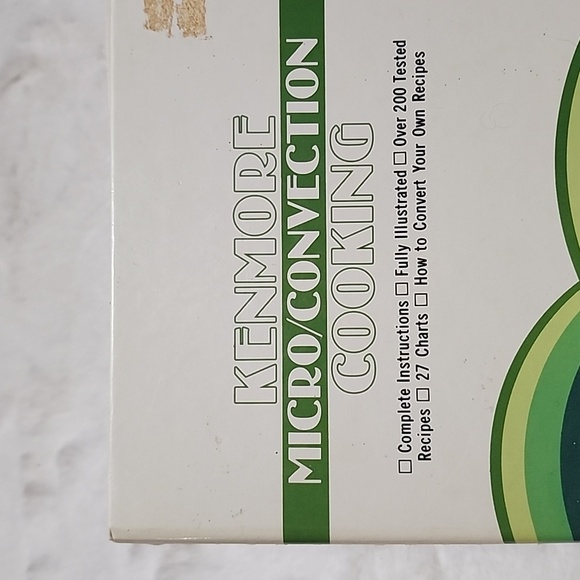 KENMORE
MICRO/CONVECTION
COOKING
☐ Complete Instructions ☐ Fully Illustrated ☐ Over 200 Tested
Recipes ☐ 27 Charts ☐ How to Convert Your Own Recipes